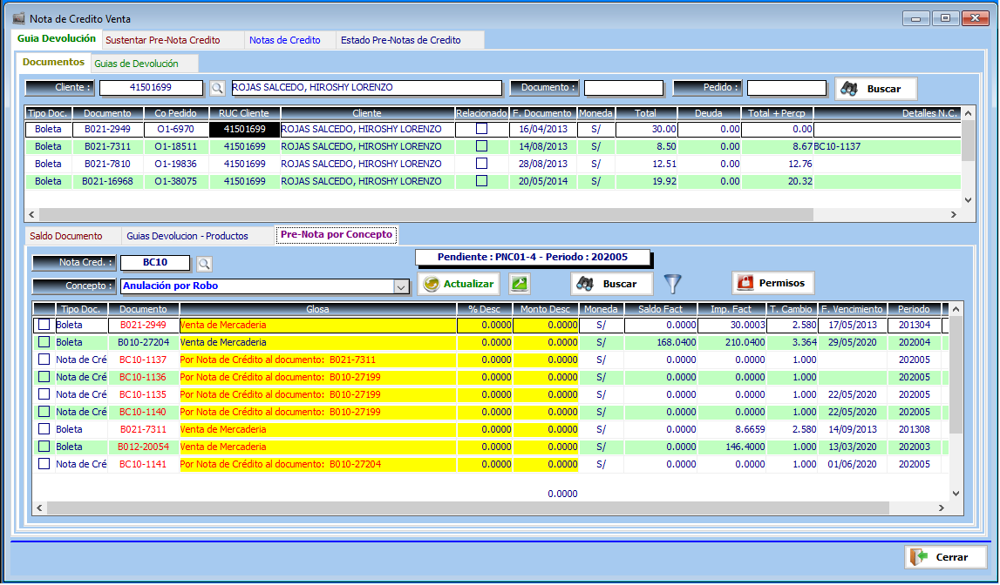 Nota de Credito Venta
Guia Devolución Sustentar Pre-Nota Credito Notas de Credito Estado Pre-Notas de Credito
Documentos Guias de Devolución
Cliente : 41501699 ROJAS SALCEDO, HIROSHY LORENZO Documento : Pedido : Buscar
Tipo Doc. Documento Co Pedido RUC Cliente Cliente Relacionado F. Documento Moneda Total Deuda Total + Percp Detalles N.C.
Boleta B021-2949 O1-6970 41501699 ROJAS SALCEDO, HIROSHY LORENZO 16/04/2013 S/ 30.00 0.00 0.00
Boleta B021-7311 O1-18511 41501699 ROJAS SALCEDO, HIROSHY LORENZO 14/08/2013 S/ 8.50 0.00 8.67 BC10-1137
Boleta B021-7810 O1-19836 41501699 ROJAS SALCEDO, HIROSHY LORENZO 28/08/2013 S/ 12.51 0.00 12.76
Boleta B021-16968 O1-38075 41501699 ROJAS SALCEDO, HIROSHY LORENZO 20/05/2014 S/ 19.92 0.00 20.32
Saldo Documento Guias Devolucion - Productos Pre-Nota por Concepto
Nota Cred. : BC10 Pendiente : PNC01-4 - Periodo : 202005
Concepto : Anulación por Robo Actualizar Buscar Permisos
Tipo Doc. Documento Glosa % Desc Monto Desc Moneda Saldo Fact Imp. Fact T. Cambio F. Vencimiento Periodo
Boleta B021-2949 Venta de Mercaderia 0.0000 0.0000 S/ 0.0000 30.0003 2.580 17/05/2013 201304
Boleta B010-27204 Venta de Mercaderia 0.0000 0.0000 S/ 168.0400 210.0400 3.364 29/05/2020 202004
Nota de Cré BC10-1137 Por Nota de Crédito al documento: B021-7311 0.0000 0.0000 S/ 0.0000 0.0000 1.000 202005
Nota de Cré BC10-1136 Por Nota de Crédito al documento: B010-27199 0.0000 0.0000 S/ 0.0000 0.0000 1.000 202005
Nota de Cré BC10-1135 Por Nota de Crédito al documento: B010-27199 0.0000 0.0000 S/ 0.0000 0.0000 1.000 22/05/2020 202005
Nota de Cré BC10-1140 Por Nota de Crédito al documento: B010-27199 0.0000 0.0000 S/ 0.0000 0.0000 1.000 22/05/2020 202005
Boleta B021-7311 Venta de Mercaderia 0.0000 0.0000 S/ 0.0000 8.6659 2.580 14/09/2013 201308
Boleta B012-20054 Venta de Mercaderia 0.0000 0.0000 S/ 0.0000 146.4000 1.000 13/03/2020 202003
Nota de Cré BC10-1141 Por Nota de Crédito al documento: B010-27204 0.0000 0.0000 S/ 0.0000 0.0000 1.000 01/06/2020 202005
0.0000
Cerrar